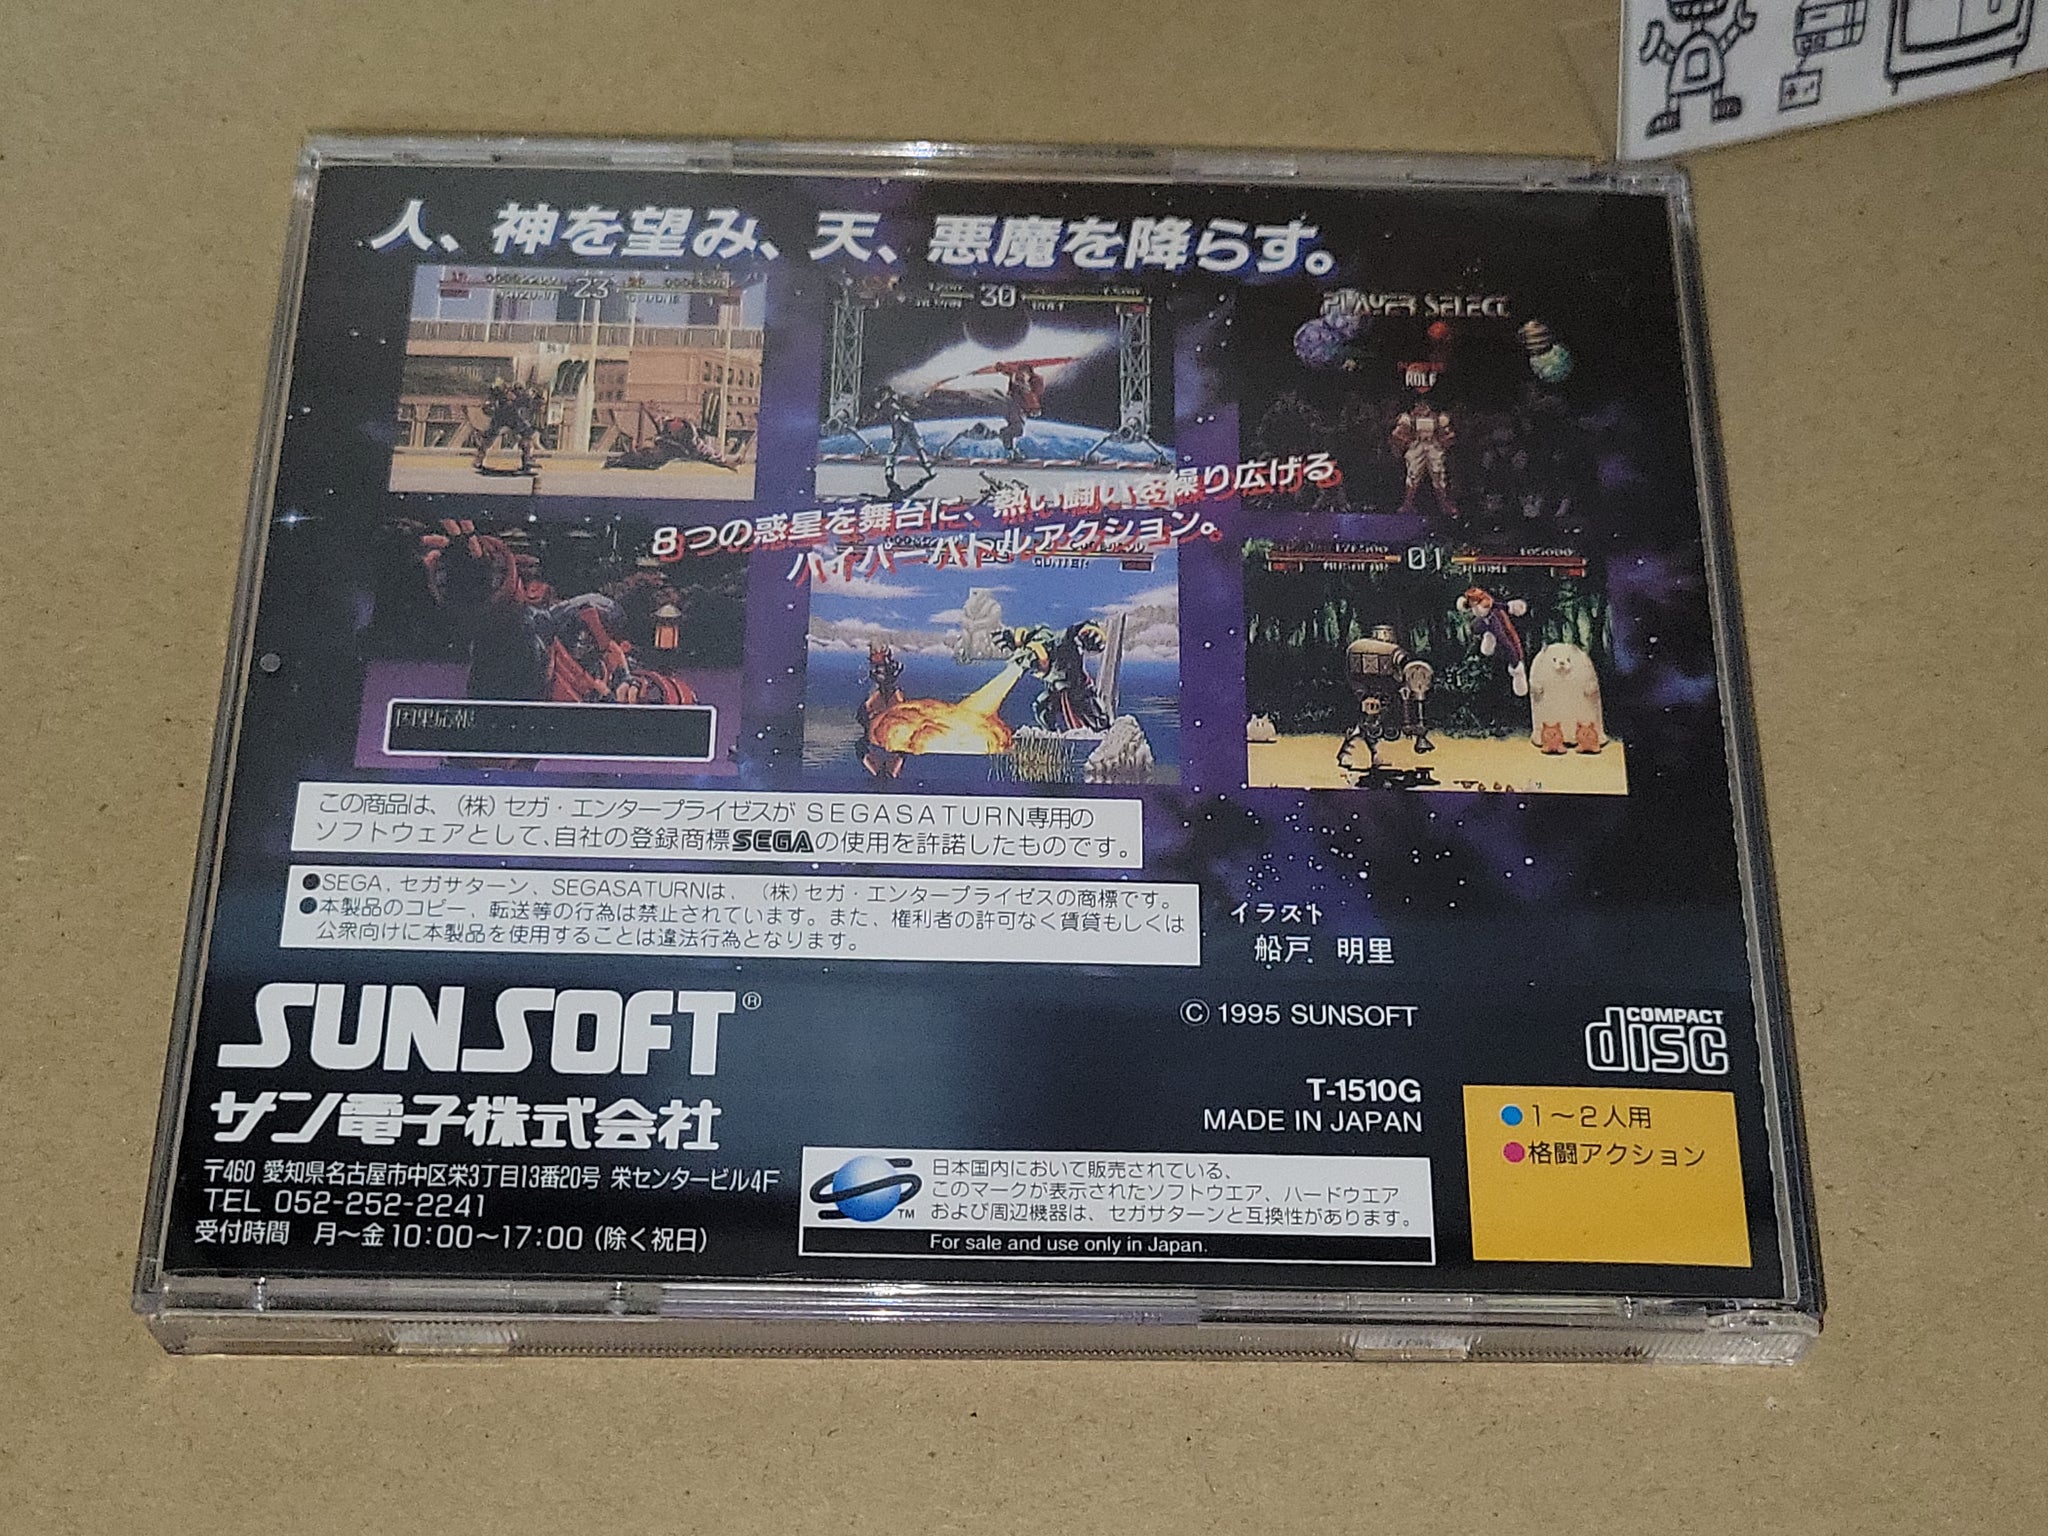 人、神を望み、天、悪魔を降らす。
23
30
PLAYER SELECT
ROLF
8つの惑星を舞台に、熱い闘いを繰り広げる
ハイパーバトルアクション。
因果応報
GUNTER
01
この商品は、(株)セガ・エンタープライゼスがSEGASATURN専用の
ソフトウェアとして、自社の登録商標SEGAの使用を許諾したものです。
●SEGA、セガサターン、SEGASATURNは、(株)セガ・エンタープライゼスの商標です。
●本製品のコピー、転送等の行為は禁止されています。また、権利者の許可なく賃貸もしくは
公衆向けに本製品を使用することは違法行為となります。
イラスト
船戸 明里
SUNSOFT®
サン電子株式会社
〒460 愛知県名古屋市中区栄3丁目13番20号 栄センタービル4F
TEL 052-252-2241
受付時間 月〜金10:00〜17:00(除く祝日)
© 1995 SUNSOFT
T-1510G
MADE IN JAPAN
COMPACT
disc
●1〜2人用
●格闘アクション
日本国内において販売されている、
このマークが表示されたソフトウエア、ハードウエア
および周辺機器は、セガサターンと互換性があります。
TM
For sale and use only in Japan.